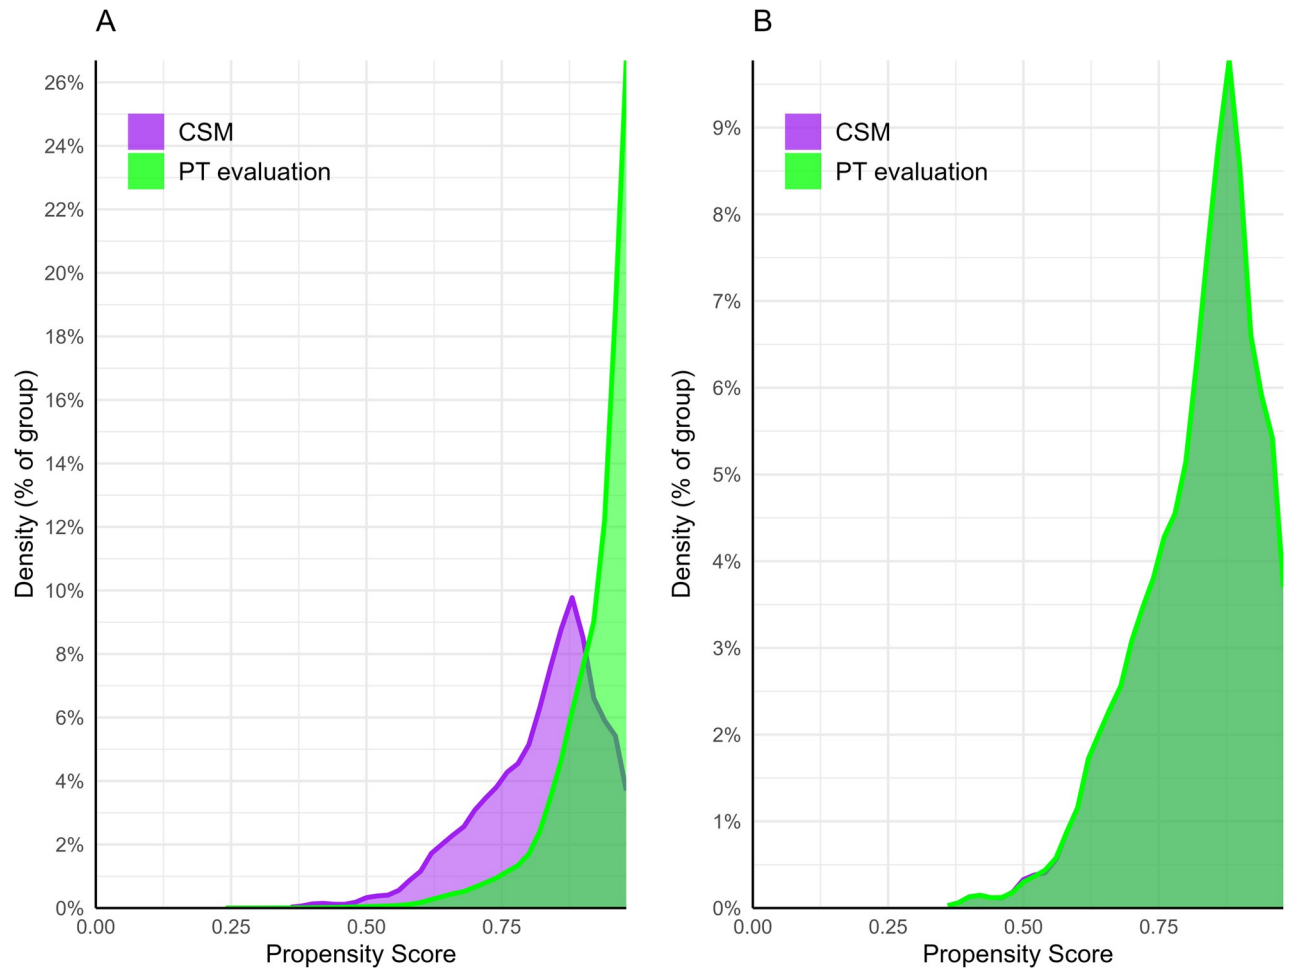 A
26%
24%
22%
20%
18%
16%
14%
12%
10%
8%
6%
4%
2%
0%
Density (% of group)
CSM
PT evaluation
0.00 0.25 0.50 0.75
Propensity Score
B
9%
8%
7%
6%
5%
4%
3%
2%
1%
0%
Density (% of group)
CSM
PT evaluation
0.00 0.25 0.50 0.75
Propensity Score